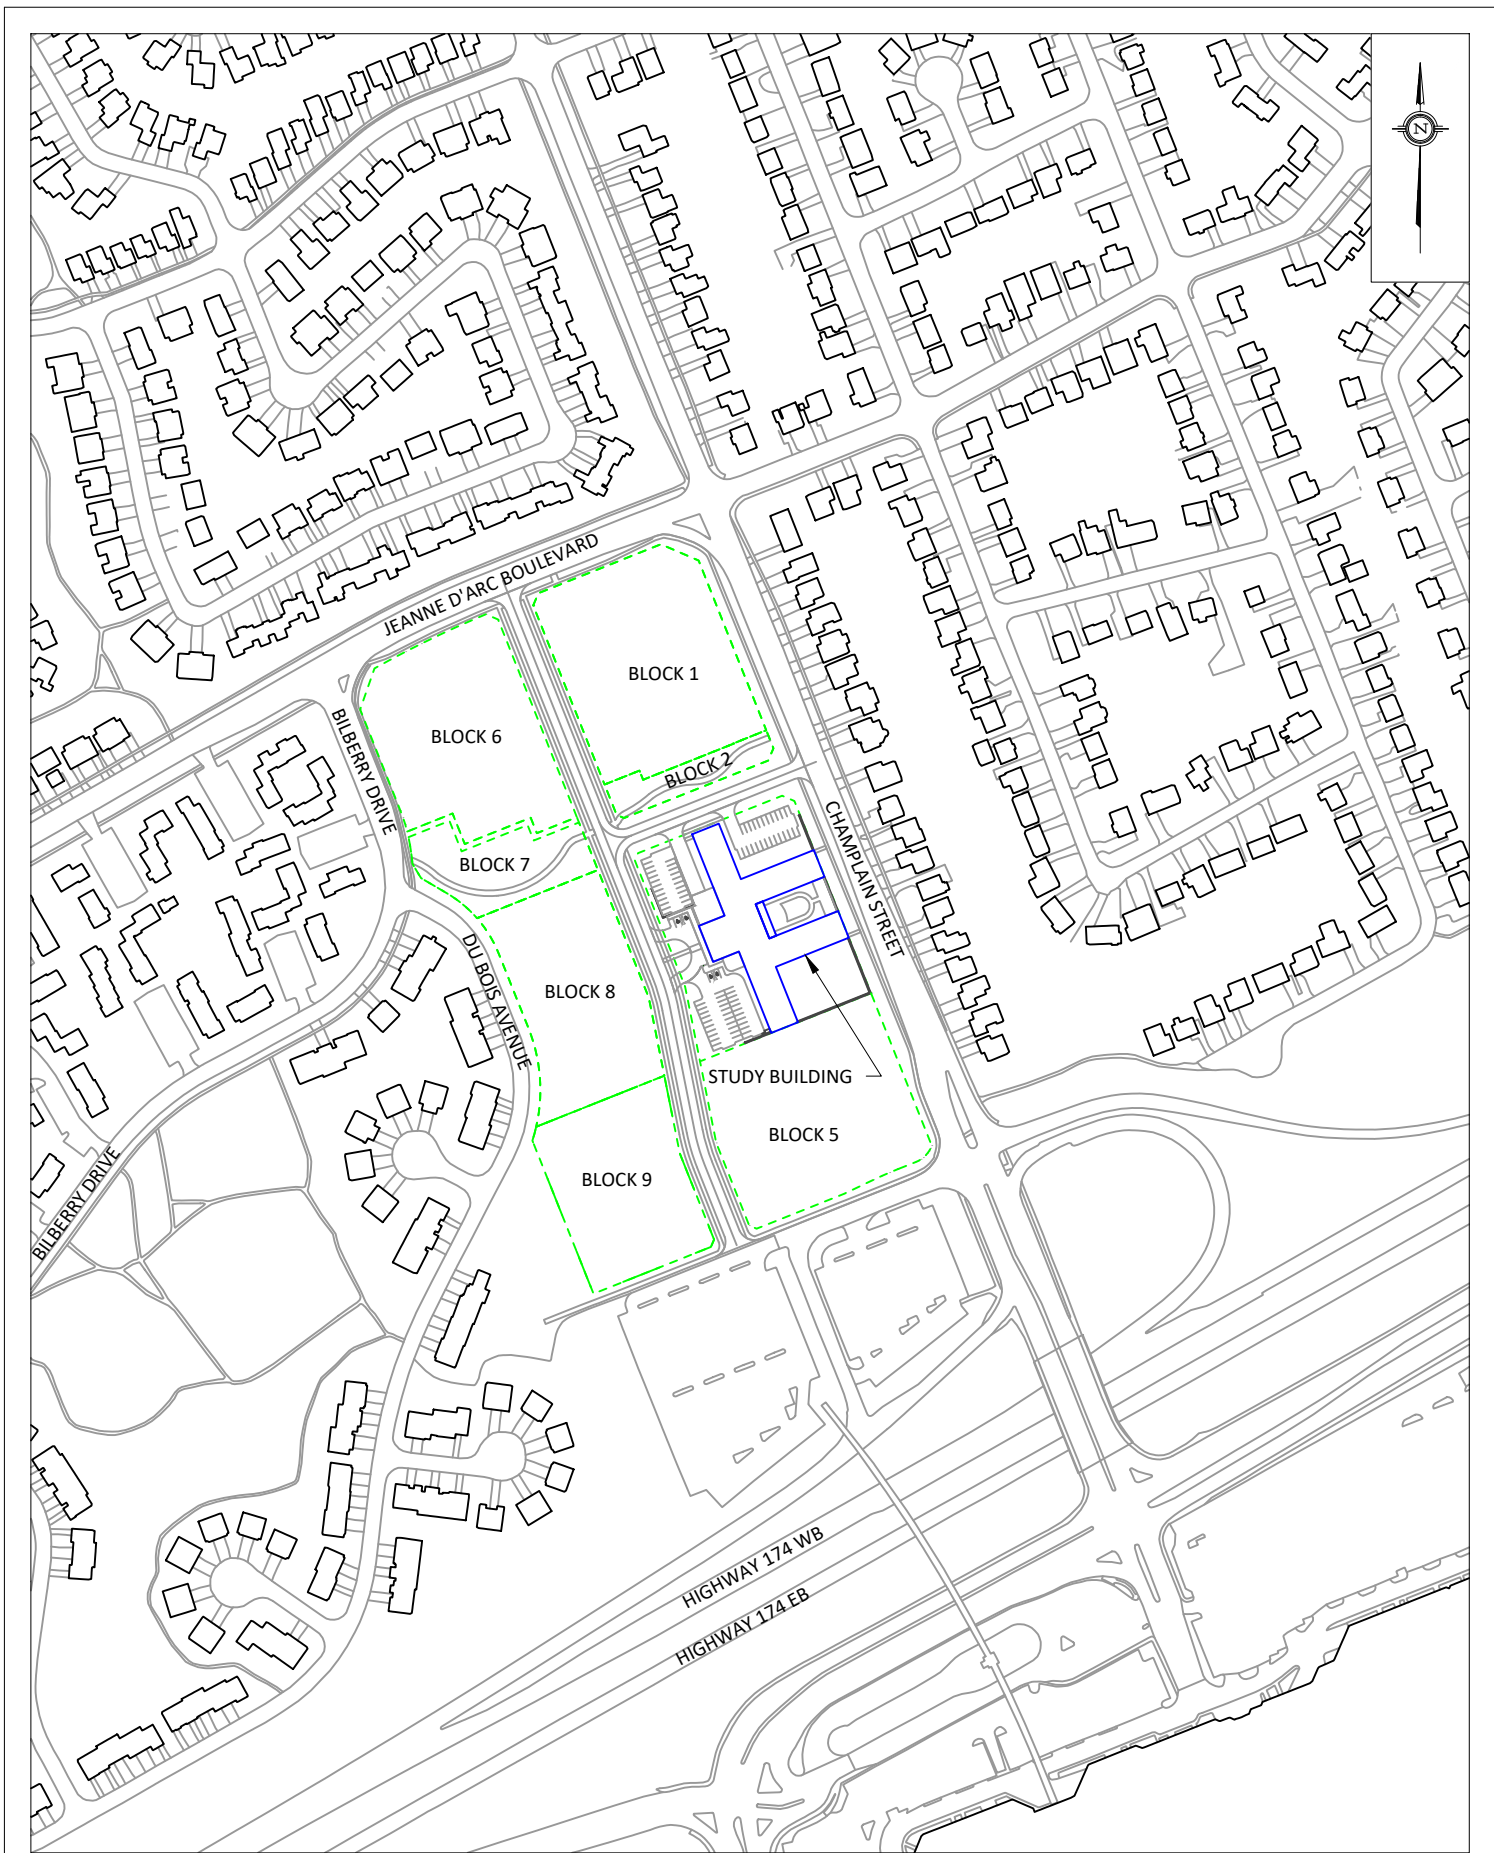 N
JEANNE D'ARC BOULEVARD
BLOCK 1
BILBERRY DRIVE
BLOCK 6
BLOCK 2
CHAMPLAIN STREET
BLOCK 7
DU BOIS AVENUE
BLOCK 8
STUDY BUILDING
BLOCK 5
BILBERRY DRIVE
BLOCK 9
HIGHWAY 174 WB
HIGHWAY 174 EB